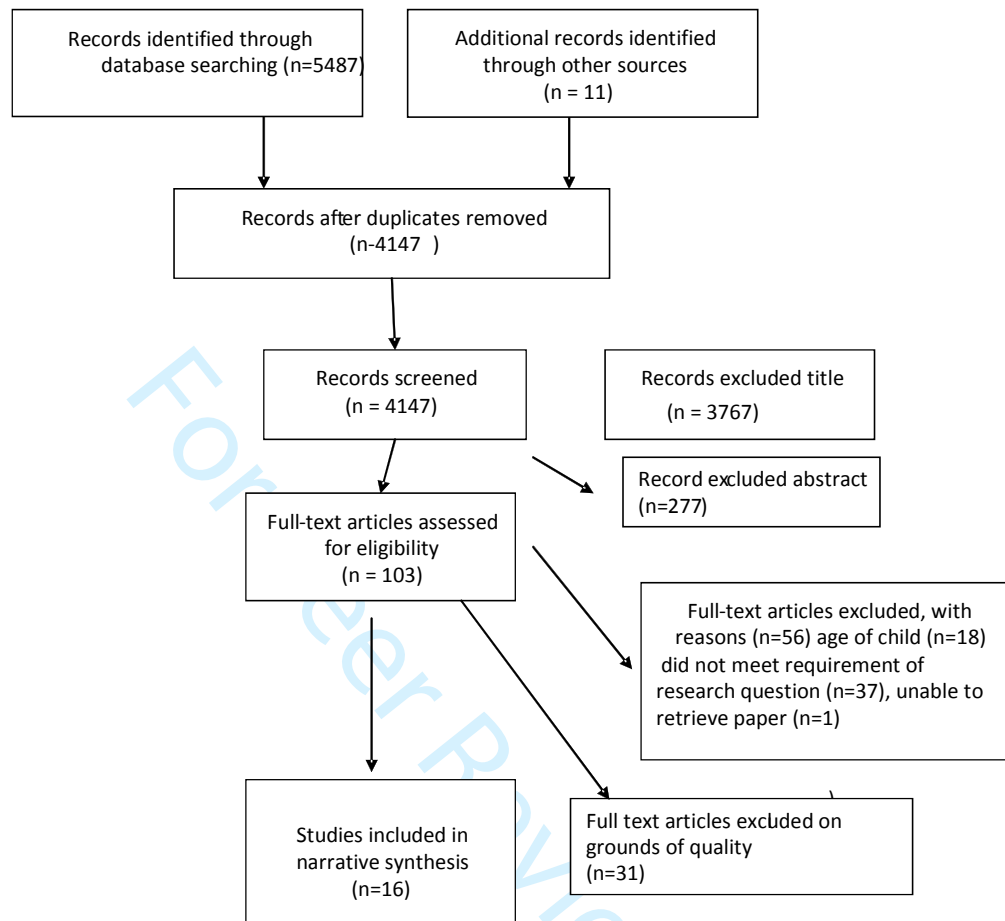 Records identified through
database searching (n=5487)
Additional records identified
through other sources
(n = 11)
Records after duplicates removed
(n-4147 )
Records screened
(n = 4147)
Records excluded title
(n = 3767)
Record excluded abstract
(n=277)
Full-text articles assessed
for eligibility
(n = 103)
Full-text articles excluded, with
reasons (n=56) age of child (n=18)
did not meet requirement of
research question (n=37), unable to
retrieve paper (n=1)
Studies included in
narrative synthesis
(n=16)
Full text articles excluded on
grounds of quality
(n=31)
For Peer Review